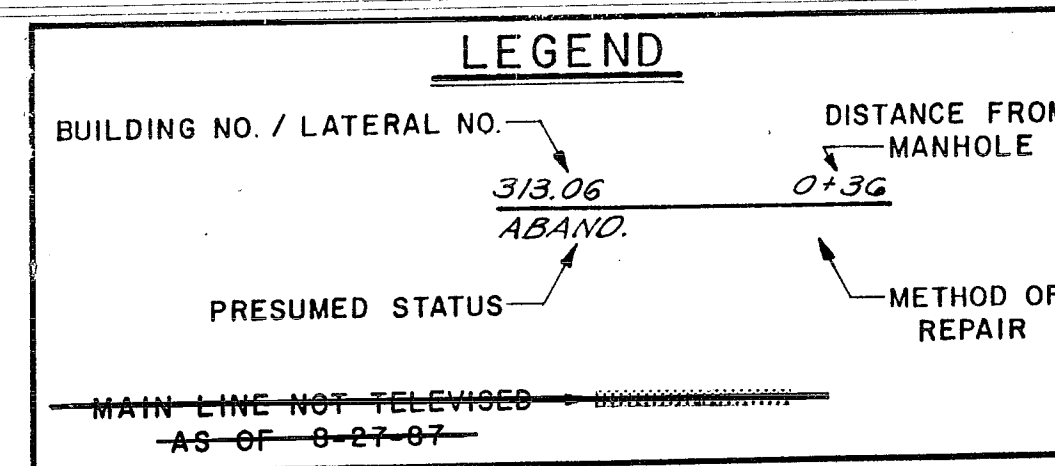 LEGEND
BUILDING NO. / LATERAL NO.
DISTANCE FROM
MANHOLE
313.06 0+36
ABAND.
PRESUMED STATUS
METHOD OF
REPAIR
MAIN LINE NOT TELEVISED
AS OF 8-27-87